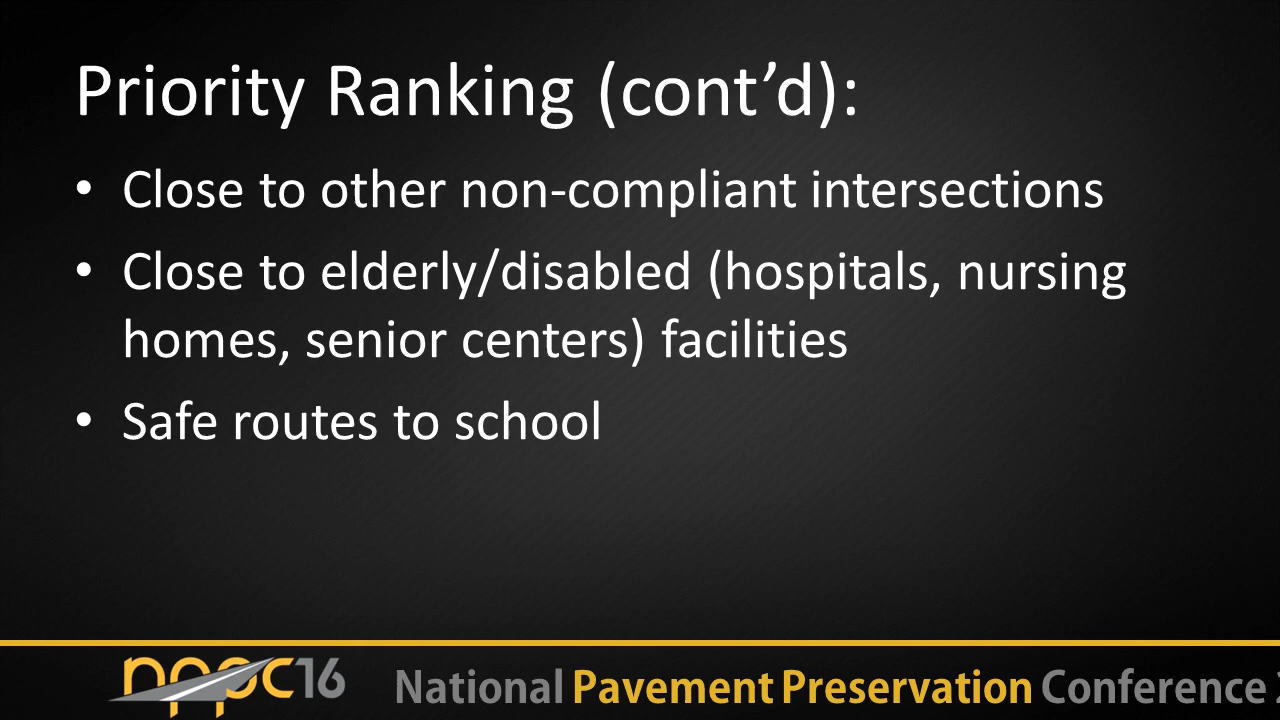 Priority Ranking (cont’d):
• Close to other non-compliant intersections
• Close to elderly/disabled (hospitals, nursing
homes, senior centers) facilities
• Safe routes to school
nppc16
National Pavement Preservation Conference